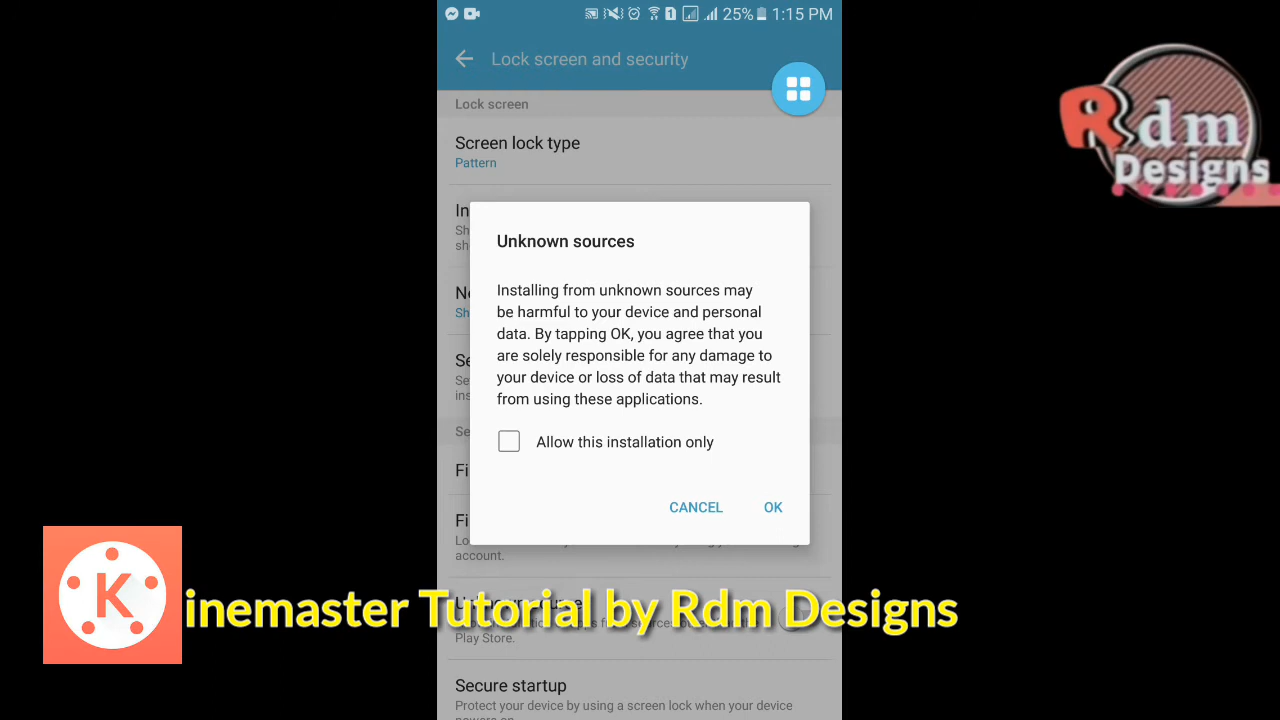 25% 1:15 PM
Lock screen and security
Lock screen
Screen lock type
Pattern
Unknown sources
Installing from unknown sources may
be harmful to your device and personal
data. By tapping OK, you agree that you
are solely responsible for any damage to
your device or loss of data that may result
from using these applications.
Allow this installation only
CANCEL OK
account.
Play Store.
Secure startup
Protect your device by using a screen lock when your device
Rdm
Designs
K
inemaster Tutorial by Rdm Designs